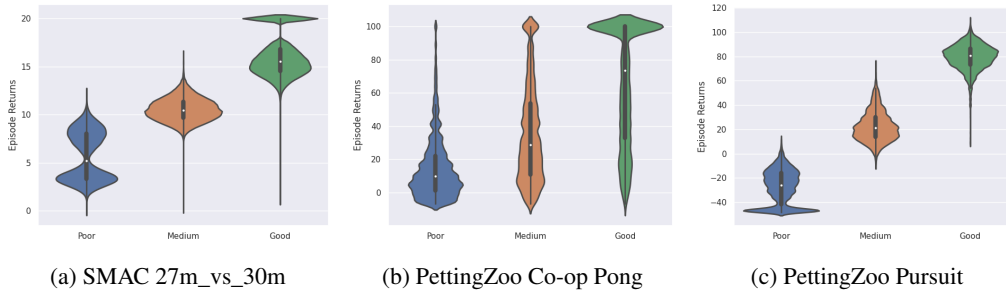 20
15
10
5
0
Episode Returns
Poor Medium Good
(a) SMAC 27m_vs_30m
100
80
60
40
20
0
Episode Returns
Poor Medium Good
(b) PettingZoo Co-op Pong
120
100
80
60
40
20
0
−20
−40
Episode Returns
Poor Medium Good
(c) PettingZoo Pursuit